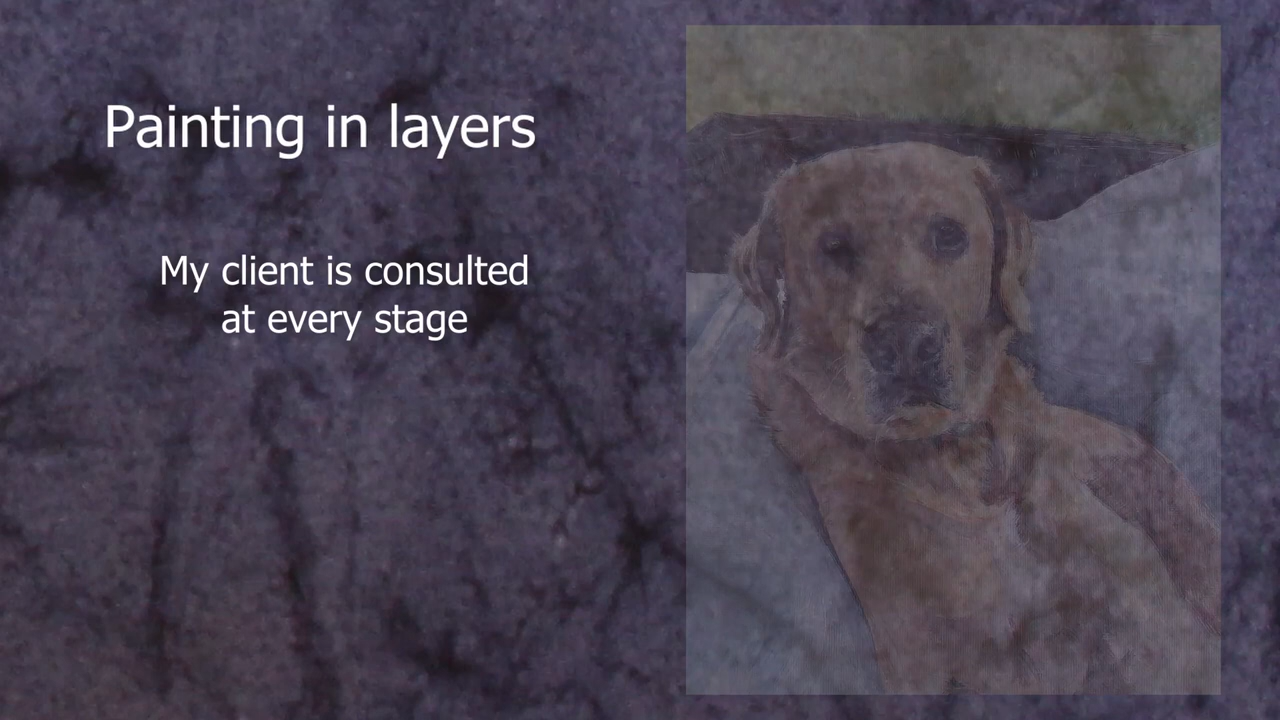 Painting in layers
My client is consulted
at every stage